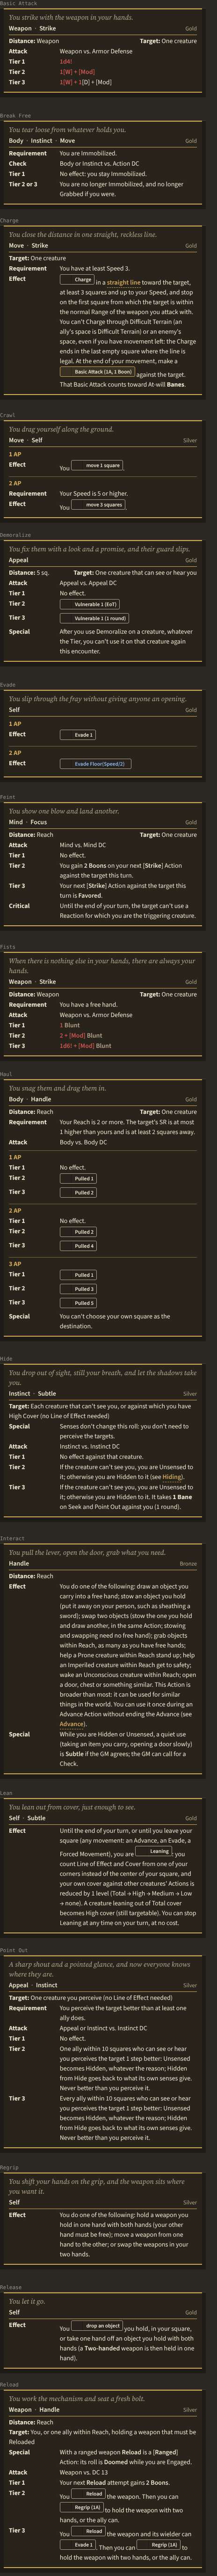 Basic Attack
You strike with the weapon in your hands.
Weapon · Strike Gold
Distance: Weapon Target: One creature
Attack Weapon vs. Armor Defense
Tier 1 1d4!
Tier 2 1[W] + [Mod]
Tier 3 1[W] + 1[D] + [Mod]
Break Free
You tear loose from whatever holds you.
Body · Instinct · Move Gold
Requirement You are Immobilized.
Check Body or Instinct vs. Action DC
Tier 1 No effect: you stay Immobilized.
Tier 2 or 3 You are no longer Immobilized, and no longer
Grabbed if you were.
Charge
You close the distance in one straight, reckless line.
Move · Strike Gold
Target: One creature
Requirement You have at least Speed 3.
Effect Charge in a straight line toward the target,
at least 3 squares and up to your Speed, and stop
on the first square from which the target is within
the normal Range of the weapon you attack with.
You can't Charge through Difficult Terrain (an
ally's space is Difficult Terrain) or an enemy's
space, even if you have movement left: the Charge
ends in the last empty square where the line is
legal. At the end of your movement, make a
Basic Attack (1A, 1 Boon) against the target.
That Basic Attack counts toward At-will Banes.
Crawl
You drag yourself along the ground.
Move · Self Silver
1 AP
Effect You move 1 square.
2 AP
Requirement Your Speed is 5 or higher.
Effect You move 3 squares.
Demoralize
You fix them with a look and a promise, and their guard slips.
Appeal Gold
Distance: 5 sq. Target: One creature that can see or hear you
Attack Appeal vs. Appeal DC
Tier 1 No effect.
Tier 2 Vulnerable 1 (EoT)
Tier 3 Vulnerable 1 (1 round)
Special After you use Demoralize on a creature, whatever
the Tier, you can't use it on that creature again
this encounter.
Evade
You slip through the fray without giving anyone an opening.
Self Gold
1 AP
Effect Evade 1
2 AP
Effect Evade Floor(Speed/2)
Feint
You show one blow and land another.
Mind · Focus Gold
Distance: Reach Target: One creature
Attack Mind vs. Mind DC
Tier 1 No effect.
Tier 2 You gain 2 Boons on your next [Strike] Action
against the target this turn.
Tier 3 Your next [Strike] Action against the target this
turn is Favored.
Critical Until the end of your turn, the target can't use a
Reaction for which you are the triggering creature.
Fists
When there is nothing else in your hands, there are always your
hands.
Weapon · Strike Gold
Distance: Weapon Target: One creature
Requirement You have a free hand.
Attack Weapon vs. Armor Defense
Tier 1 1 Blunt
Tier 2 2 + [Mod] Blunt
Tier 3 1d6! + [Mod] Blunt
Haul
You snag them and drag them in.
Body · Handle Gold
Distance: Reach Target: One creature
Requirement Your Reach is 2 or more. The target's SR is at most
1 higher than yours and is at least 2 squares away.
Attack Body vs. Body DC
1 AP
Tier 1 No effect.
Tier 2 Pulled 1
Tier 3 Pulled 2
2 AP
Tier 1 No effect.
Tier 2 Pulled 2
Tier 3 Pulled 4
3 AP
Tier 1 Pulled 1
Tier 2 Pulled 3
Tier 3 Pulled 5
Special You can't choose your own square as the
destination.
Hide
You drop out of sight, still your breath, and let the shadows take
you.
Instinct · Subtle Silver
Target: Each creature that can't see you, or against which you have
High Cover (no Line of Effect needed)
Special Senses don't change this roll: you don't need to
perceive the targets.
Attack Instinct vs. Instinct DC
Tier 1 No effect against that creature.
Tier 2 If the creature can't see you, you are Unsensed to
it; otherwise you are Hidden to it (see Hiding).
Tier 3 If the creature can't see you, you are Unsensed to
it; otherwise you are Hidden to it. It takes 1 Bane
on Seek and Point Out against you (1 round).
Interact
You pull the lever, open the door, grab what you need.
Handle Bronze
Distance: Reach
Effect You do one of the following: draw an object you
carry into a free hand; stow an object you hold
(put it away on your person, such as sheathing a
sword); swap two objects (stow the one you hold
and draw another, in the same Action; stowing
and swapping need no free hand); grab objects
within Reach, as many as you have free hands;
help a Prone creature within Reach stand up; help
an Imperiled creature within Reach get to safety;
wake an Unconscious creature within Reach; open
a door, chest or something similar. This Action is
broader than most: it can be used for similar
things in the world. You can use it once during an
Advance Action without ending the Advance (see
Advance).
Special While you are Hidden or Unsensed, a quiet use
(taking an item you carry, opening a door slowly)
is Subtle if the GM agrees; the GM can call for a
Check.
Lean
You lean out from cover, just enough to see.
Self · Subtle Gold
Effect Until the end of your turn, or until you leave your
square (any movement: an Advance, an Evade, a
Forced Movement), you are Leaning: you
count Line of Effect and Cover from one of your
corners instead of the center of your square, and
your own cover against other creatures' Actions is
reduced by 1 level (Total → High → Medium → Low
→ none). A creature leaning out of Total cover
becomes High cover (still targetable). You can stop
Leaning at any time on your turn, at no cost.
Point Out
A sharp shout and a pointed glance, and now everyone knows
where they are.
Appeal · Instinct Silver
Target: One creature you perceive (no Line of Effect needed)
Requirement You perceive the target better than at least one
ally does.
Attack Appeal or Instinct vs. Instinct DC
Tier 1 No effect.
Tier 2 One ally within 10 squares who can see or hear
you perceives the target 1 step better: Unsensed
becomes Hidden, whatever the reason; Hidden
from Hide goes back to what its own senses give.
Never better than you perceive it.
Tier 3 Every ally within 10 squares who can see or hear
you perceives the target 1 step better: Unsensed
becomes Hidden, whatever the reason; Hidden
from Hide goes back to what its own senses give.
Never better than you perceive it.
Regrip
You shift your hands on the grip, and the weapon sits where
you want it.
Self Silver
Effect You do one of the following: hold a weapon you
hold in one hand with both hands (your other
hand must be free); move a weapon from one
hand to the other; or swap the weapons in your
two hands.
Release
You let it go.
Self Gold
Effect You drop an object you hold, in your square,
or take one hand off an object you hold with both
hands (a Two-handed weapon is then held in one
hand).
Reload
You work the mechanism and seat a fresh bolt.
Weapon · Handle Gold
Distance: Reach
Target: You, or one ally within Reach, holding a weapon that must be
Reloaded
Special With a ranged weapon Reload is a [Ranged]
Action: its roll is Doomed while you are Engaged.
Attack Weapon vs. DC 13
Tier 1 Your next Reload attempt gains 2 Boons.
Tier 2 You Reload the weapon. Then you can
Regrip (1A) to hold the weapon with two
hands, or the ally can.
Tier 3 You Reload the weapon and its wielder can
Evade 1. Then you can Regrip (1A) to
hold the weapon with two hands, or the ally can.